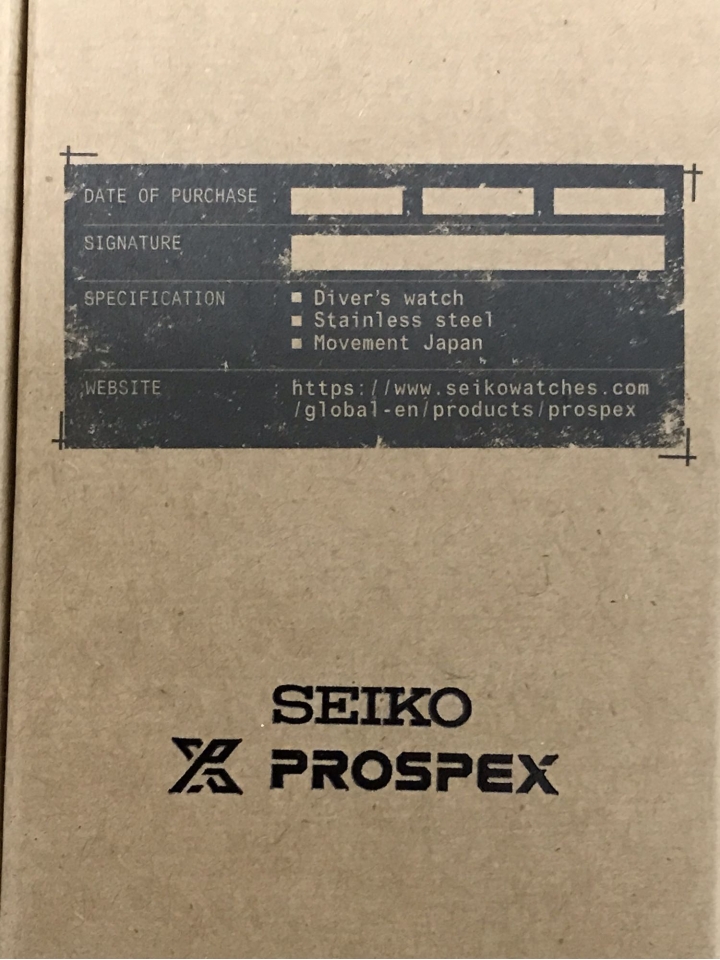 DATE OF PURCHASE : , ,
SIGNATURE :
SPECIFICATION : ■ Diver's watch
■ Stainless steel
■ Movement Japan
WEBSITE : https://www.seikowatches.com
/global-en/products/prospex
SEIKO
PROSPEX